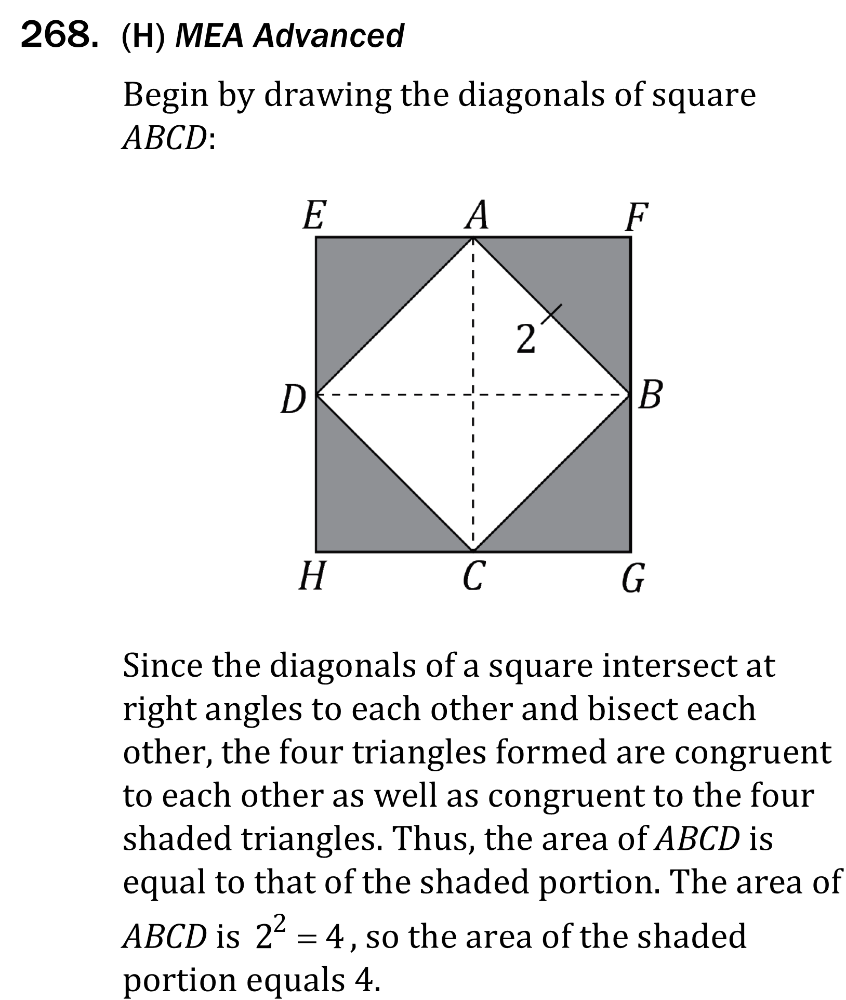 268. (H) MEA Advanced
Begin by drawing the diagonals of square
ABCD:
E A F
2
D B
H C G
Since the diagonals of a square intersect at
right angles to each other and bisect each
other, the four triangles formed are congruent
to each other as well as congruent to the four
shaded triangles. Thus, the area of ABCD is
equal to that of the shaded portion. The area of
ABCD is 2² = 4, so the area of the shaded
portion equals 4.